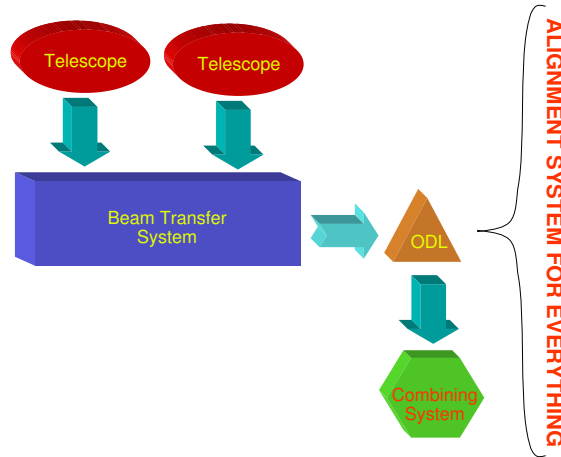 Telescope
Telescope
Beam Transfer
System
ODL
Combining
System
ALIGNMENT SYSTEM FOR EVERYTHING